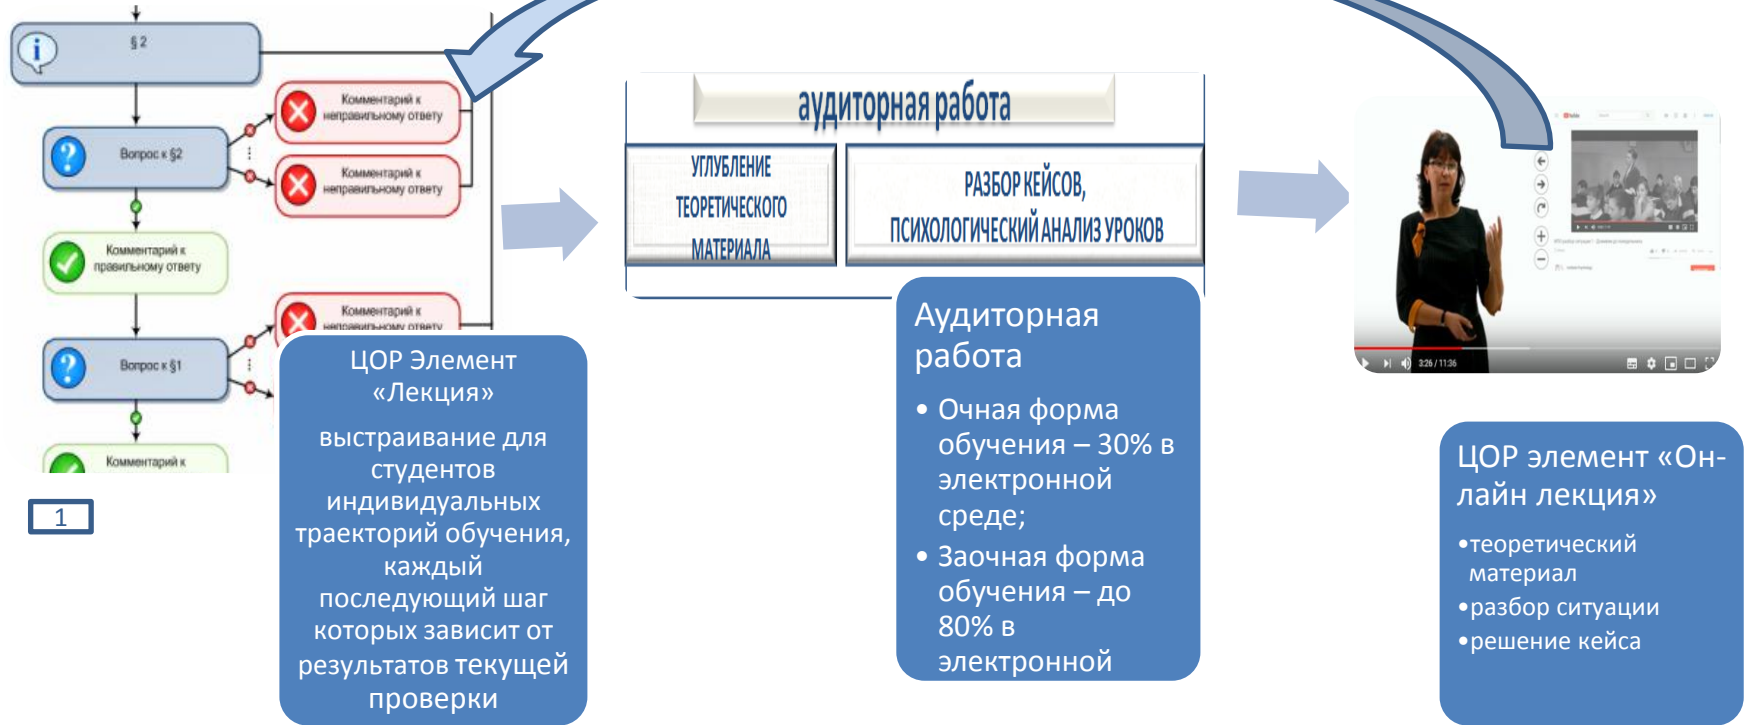 § 2
Комментарий к
неправильному ответу
Вопрос к §2
Комментарий к
неправильному ответу
Комментарий к
правильному ответу
Комментарий к
неправильному ответу
Вопрос к §1
Комментарий к
ЦОР Элемент
«Лекция»
выстраивание для
студентов
индивидуальных
траекторий обучения,
каждый
последующий шаг
которых зависит от
результатов текущей
проверки
1
аудиторная работа
УГЛУБЛЕНИЕ
ТЕОРЕТИЧЕСКОГО
МАТЕРИАЛА
РАЗБОР КЕЙСОВ,
ПСИХОЛОГИЧЕСКИЙ АНАЛИЗ УРОКОВ
Аудиторная
работа
• Очная форма
обучения – 30% в
электронной
среде;
• Заочная форма
обучения – до
80% в
электронной
3:26 / 11:36
ЦОР элемент «Он-
лайн лекция»
•теоретический
материал
•разбор ситуации
•решение кейса